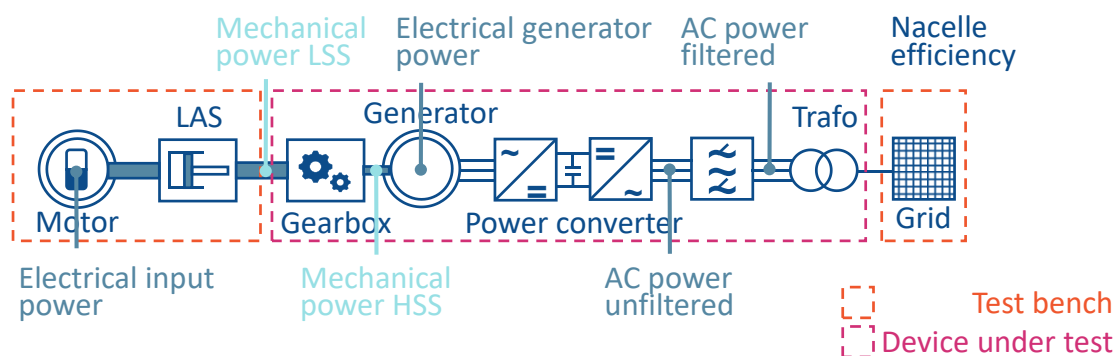 Mechanical
power LSS
Electrical generator
power
AC power
filtered
Nacelle
efficiency
LAS
Generator
Trafo
Motor
Gearbox
Power converter
Grid
Electrical input
power
Mechanical
power HSS
AC power
unfiltered
Test bench
Device under test